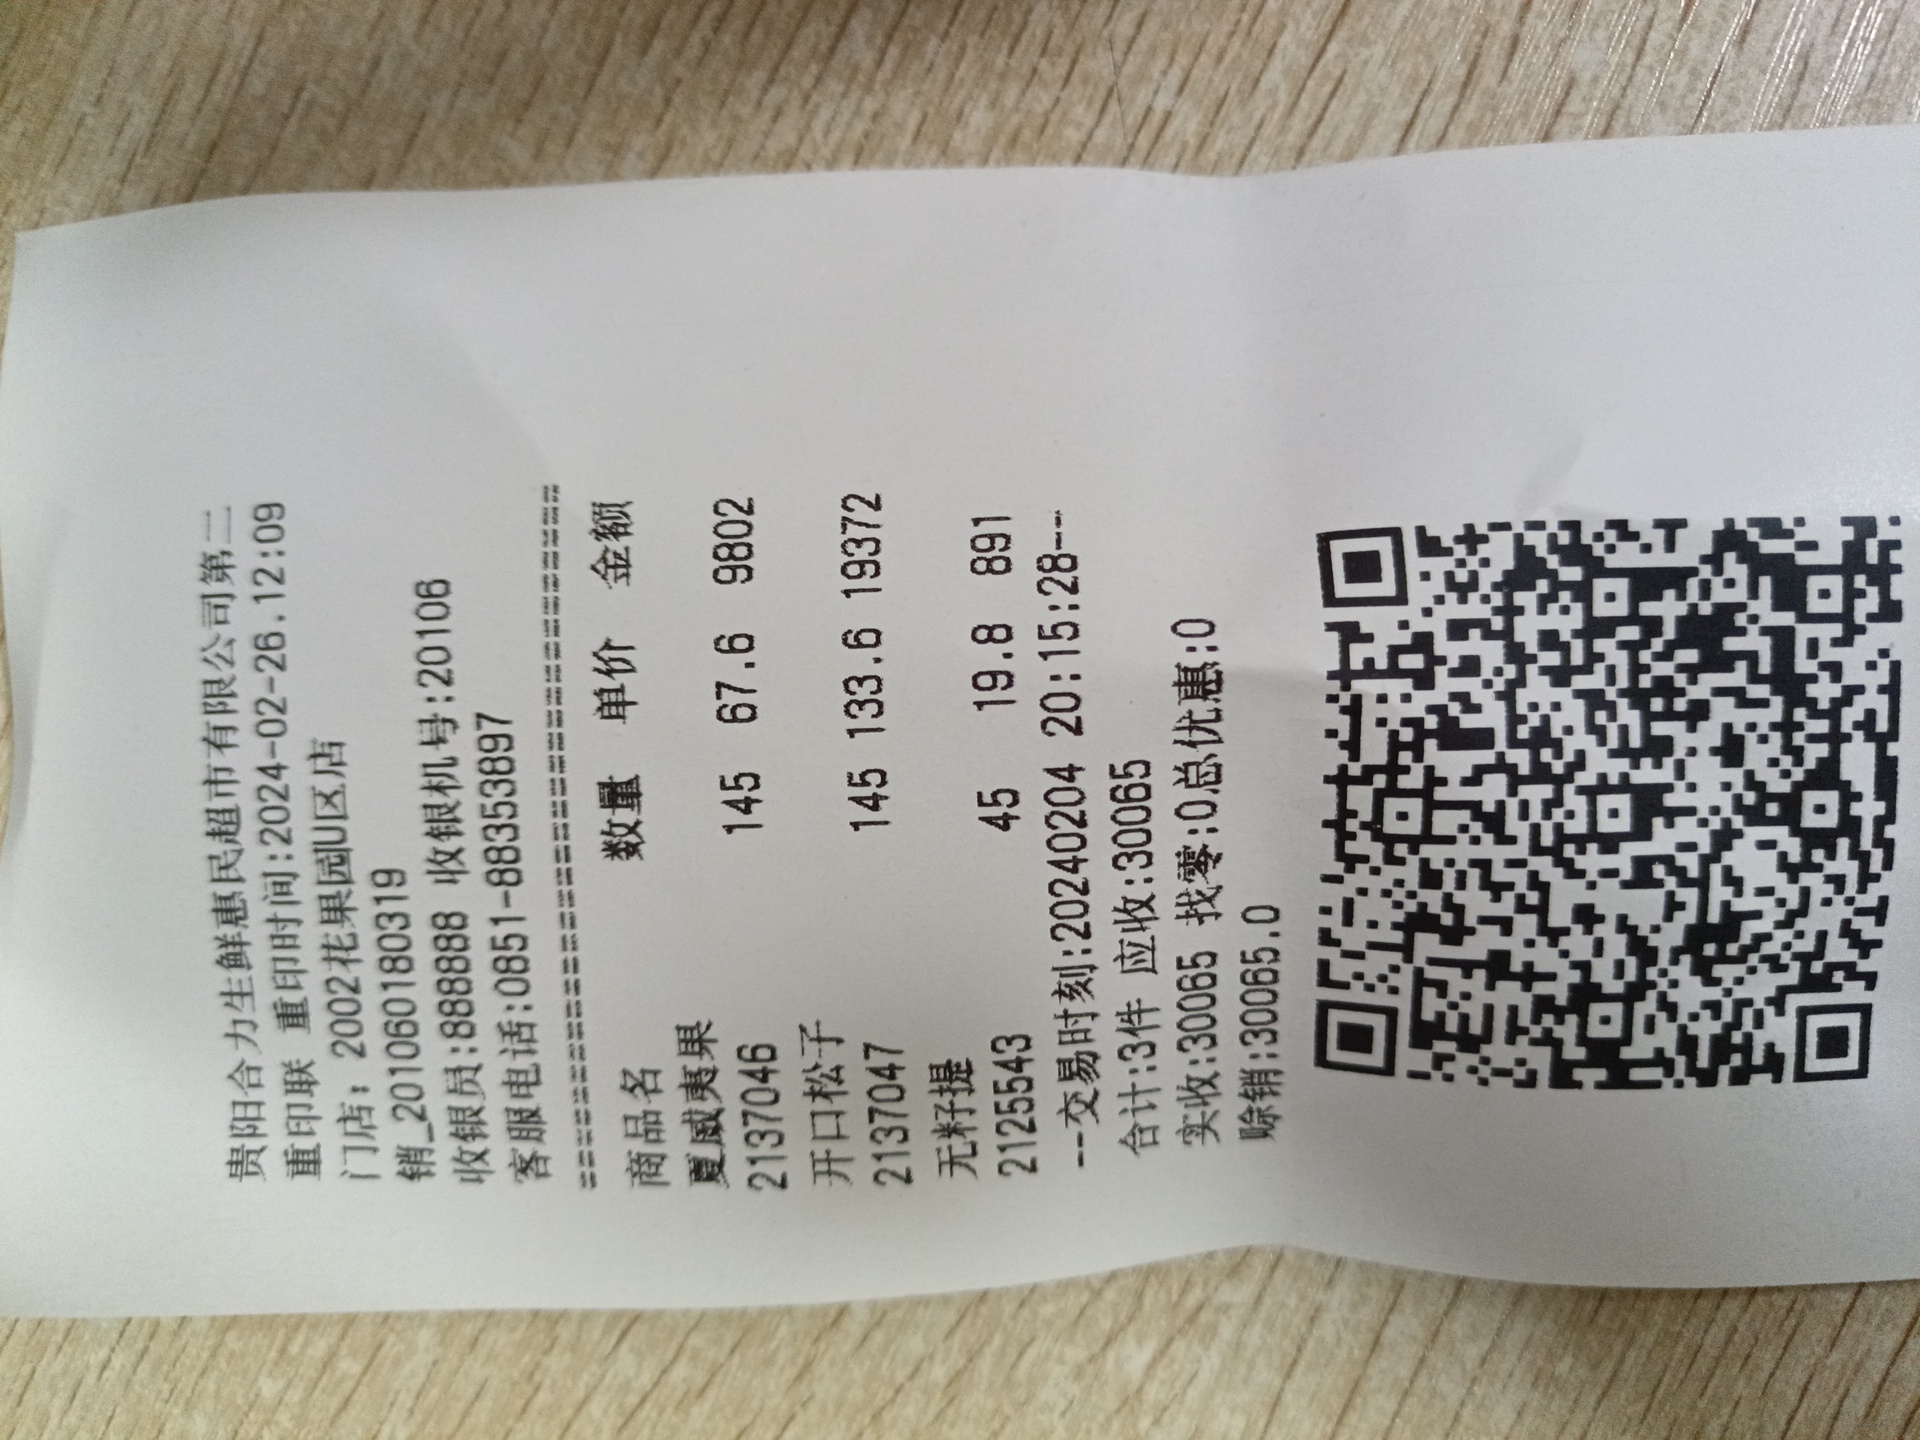 贵阳合力生鲜惠民超市有限公司第二
重印联 重印时间:2024-02-26.12:09
门店: 2002花果园U区店
销_201060180319
收银员:888888 收银机号:20106
客服电话:0851-88353897
==================================
商品名 数量 单价 金额
夏威夷果
2137046 145 67.6 9802
开口松子
2137047 145 133.6 19372
无籽提
2125543 45 19.8 891
--交易时刻:20240204 20:15:28--
合计:3件 应收:30065
实收:30065 找零:0总优惠:0
赊销:30065.0